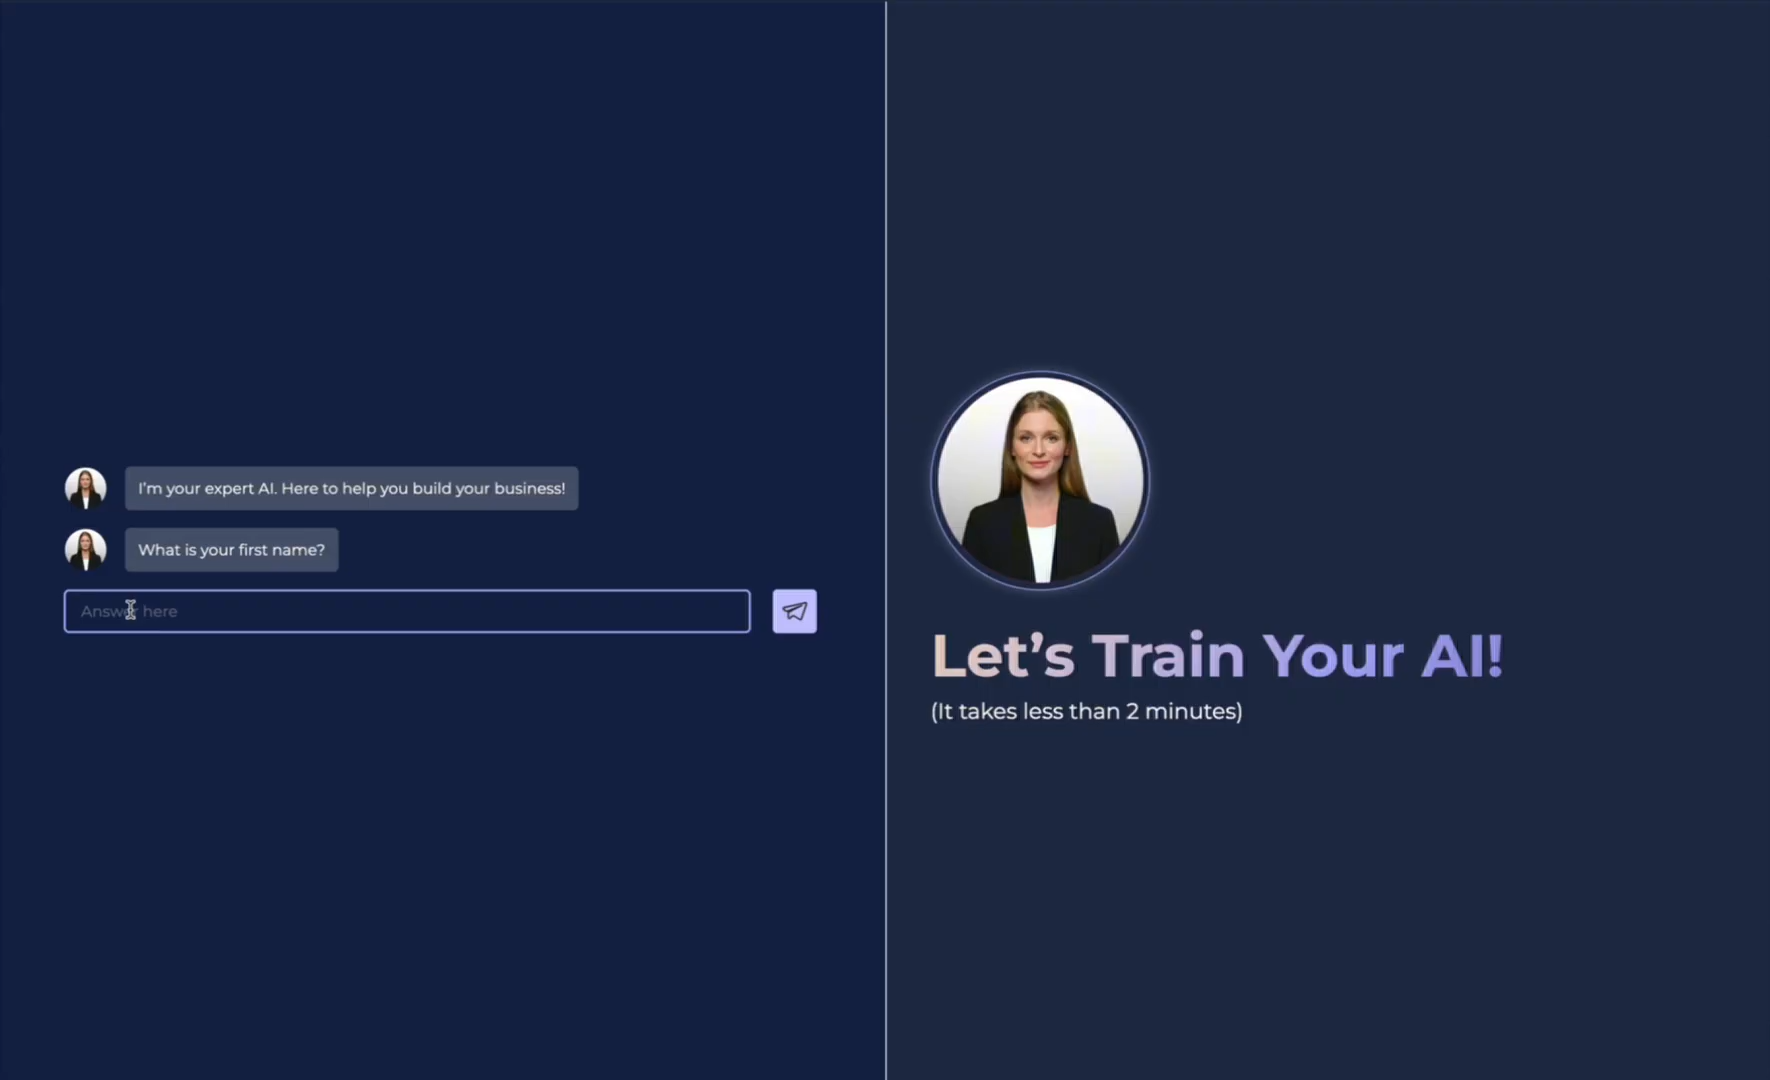 I'm your expert AI. Here to help you build your business!
What is your first name?
Answer here
Let's Train Your AI!
(It takes less than 2 minutes)